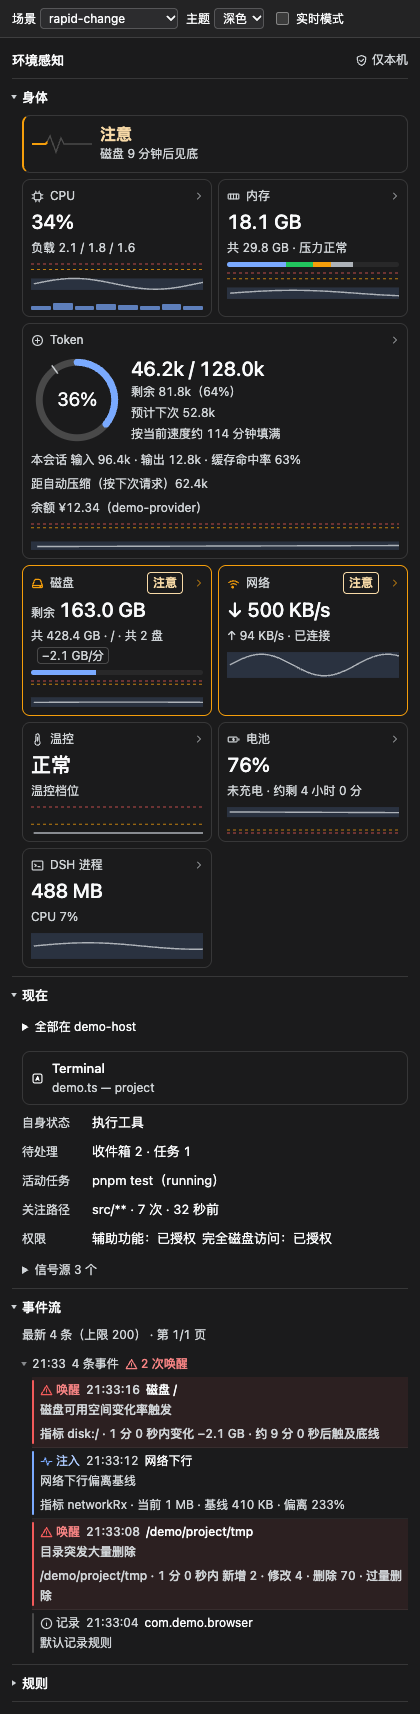 场景 rapid-change 主题 深色 实时模式
环境感知 仅本机
身体
注意
磁盘 9 分钟后见底
CPU
34%
负载 2.1 / 1.8 / 1.6
内存
18.1 GB
共 29.8 GB · 压力正常
Token
36%
46.2k / 128.0k
剩余 81.8k（64%）
预计下次 52.8k
按当前速度约 114 分钟填满
本会话 输入 96.4k · 输出 12.8k · 缓存命中率 63%
距自动压缩（按下次请求）62.4k
余额 ¥12.34（demo-provider）
磁盘 注意
剩余 163.0 GB
共 428.4 GB · / · 共 2 盘
−2.1 GB/分
网络 注意
↓ 500 KB/s
↑ 94 KB/s · 已连接
温控
正常
温控档位
电池
76%
未充电 · 约剩 4 小时 0 分
DSH 进程
488 MB
CPU 7%
现在
全部在 demo-host
Terminal
demo.ts — project
自身状态 执行工具
待处理 收件箱 2 · 任务 1
活动任务 pnpm test（running）
关注路径 src/** · 7 次 · 32 秒前
权限 辅助功能：已授权 完全磁盘访问：已授权
信号源 3 个
事件流
最新 4 条（上限 200） · 第 1/1 页
21:33 4 条事件 2 次唤醒
唤醒 21:33:16 磁盘 /
磁盘可用空间变化率触发
指标 disk:/ · 1 分 0 秒内变化 −2.1 GB · 约 9 分 0 秒后触及底线
注入 21:33:12 网络下行
网络下行偏离基线
指标 networkRx · 当前 1 MB · 基线 410 KB · 偏离 233%
唤醒 21:33:08 /demo/project/tmp
目录突发大量删除
/demo/project/tmp · 1 分 0 秒内 新增 2 · 修改 4 · 删除 70 · 过量删
除
记录 21:33:04 com.demo.browser
默认记录规则
规则